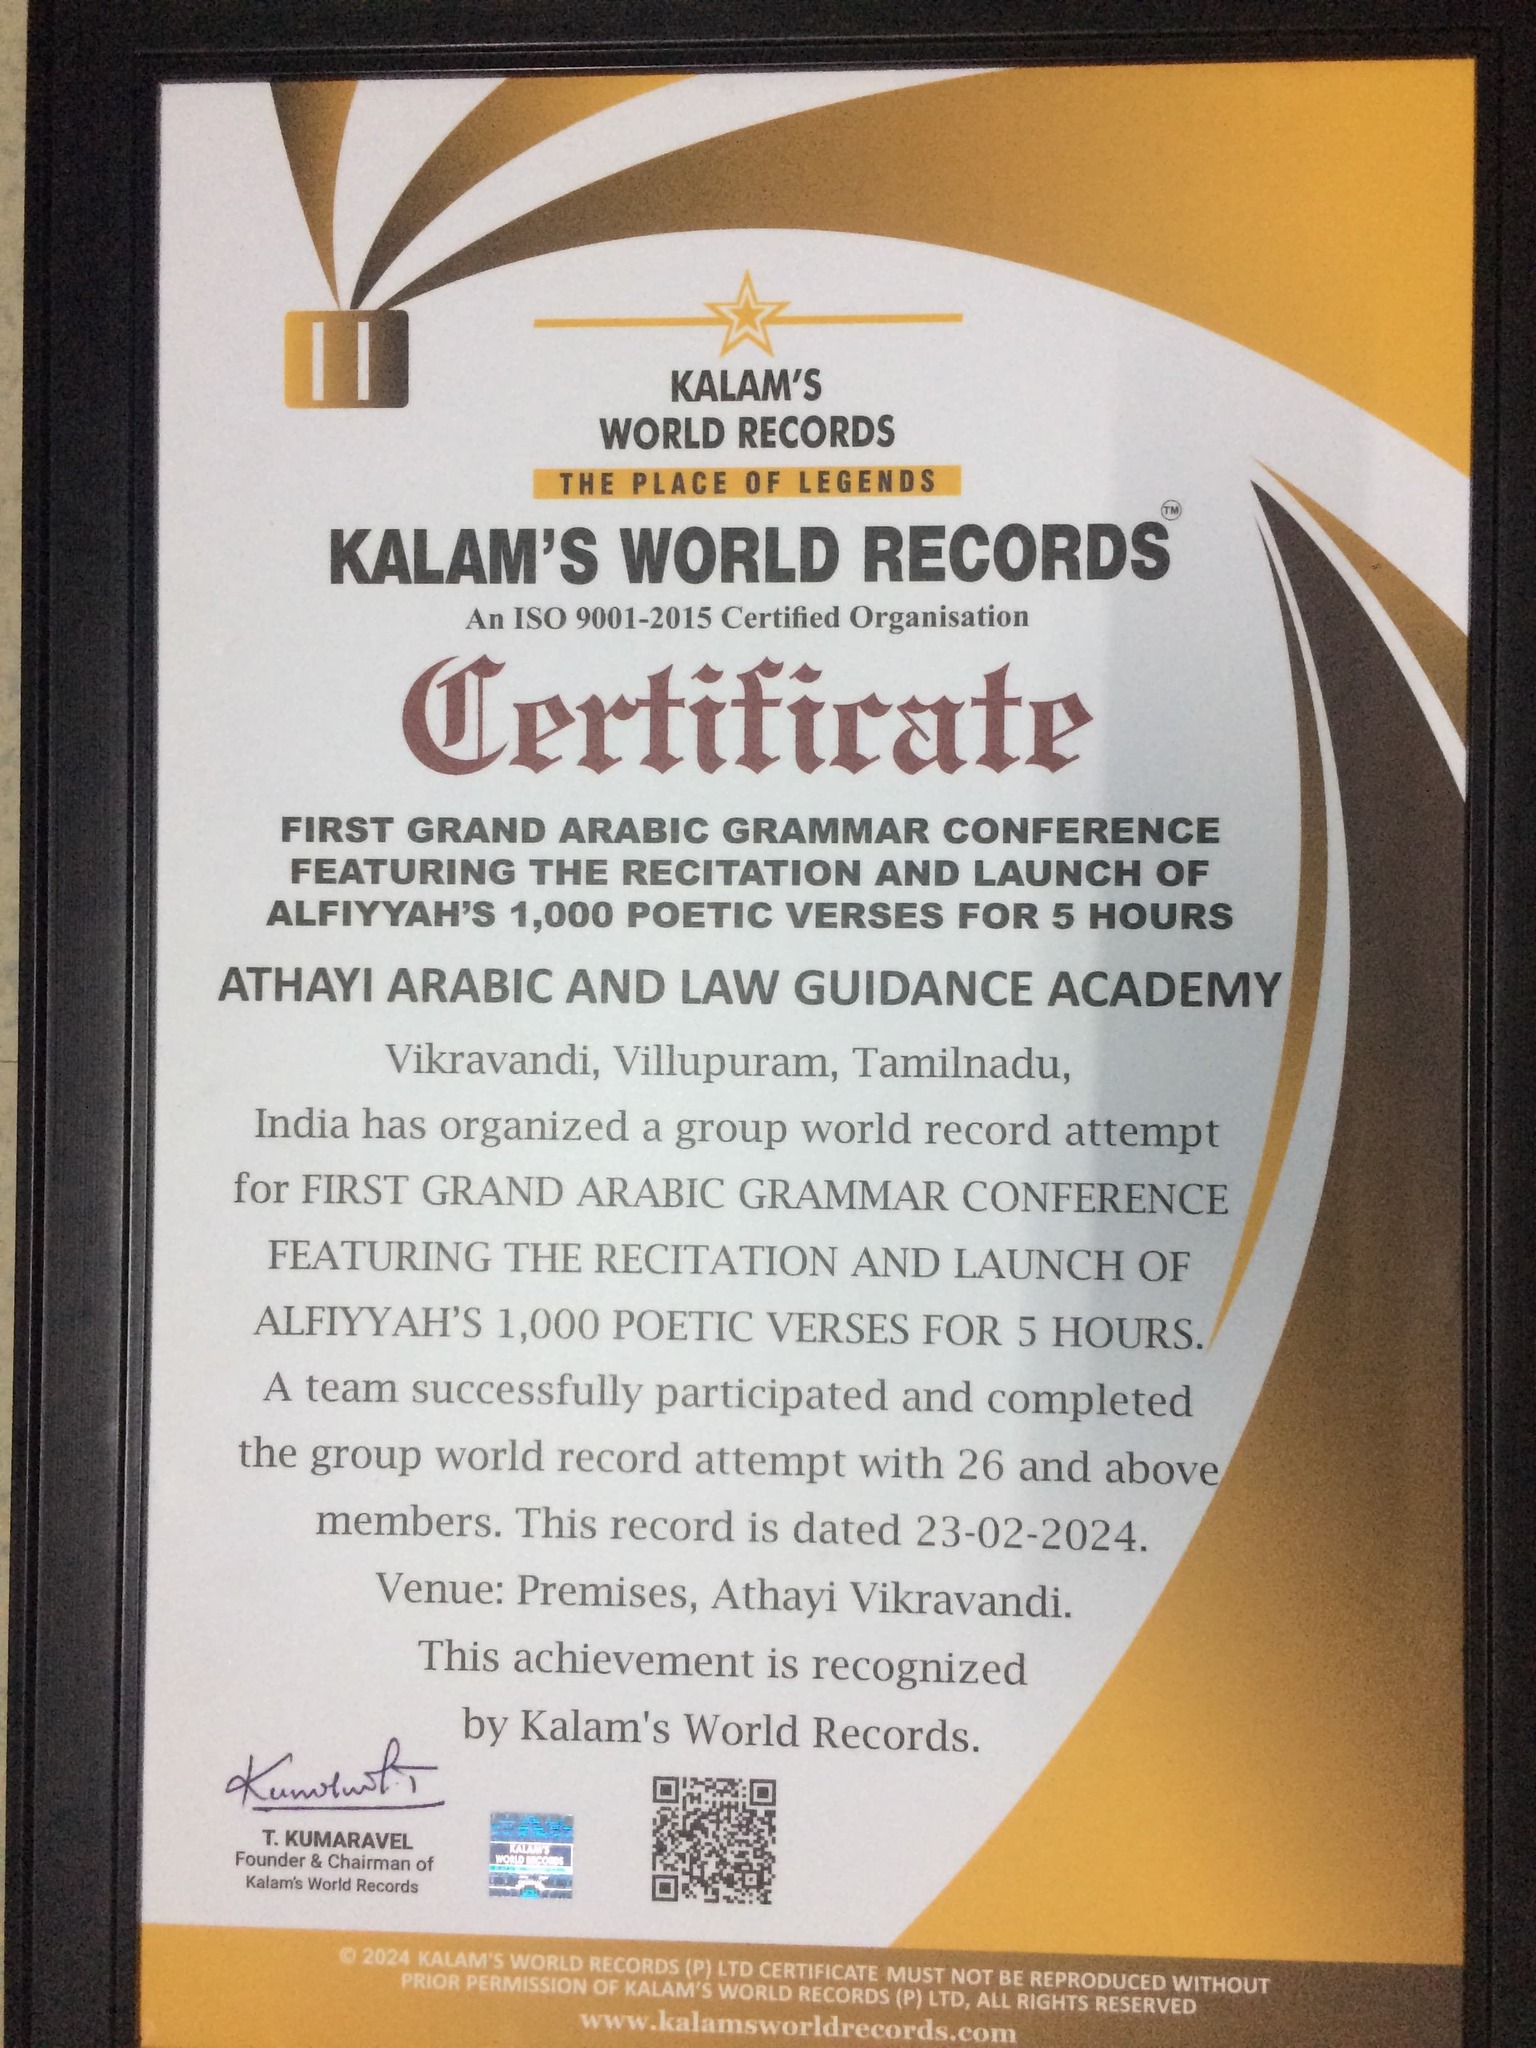 KALAM'S
WORLD RECORDS
THE PLACE OF LEGENDS
KALAM'S WORLD RECORDS™
An ISO 9001-2015 Certified Organisation
Certificate
FIRST GRAND ARABIC GRAMMAR CONFERENCE
FEATURING THE RECITATION AND LAUNCH OF
ALFIYYAH'S 1,000 POETIC VERSES FOR 5 HOURS
ATHAYI ARABIC AND LAW GUIDANCE ACADEMY
Vikravandi, Villupuram, Tamilnadu,
India has organized a group world record attempt
for FIRST GRAND ARABIC GRAMMAR CONFERENCE
FEATURING THE RECITATION AND LAUNCH OF
ALFIYYAH'S 1,000 POETIC VERSES FOR 5 HOURS.
A team successfully participated and completed
the group world record attempt with 26 and above
members. This record is dated 23-02-2024.
Venue: Premises, Athayi Vikravandi.
This achievement is recognized
by Kalam's World Records.
T. KUMARAVEL
Founder & Chairman of
Kalam's World Records
KALAM'S
WORLD RECORDS
© 2024 KALAM'S WORLD RECORDS (P) LTD CERTIFICATE MUST NOT BE REPRODUCED WITHOUT
PRIOR PERMISSION OF KALAM'S WORLD RECORDS (P) LTD, ALL RIGHTS RESERVED
www.kalamsworldrecords.com